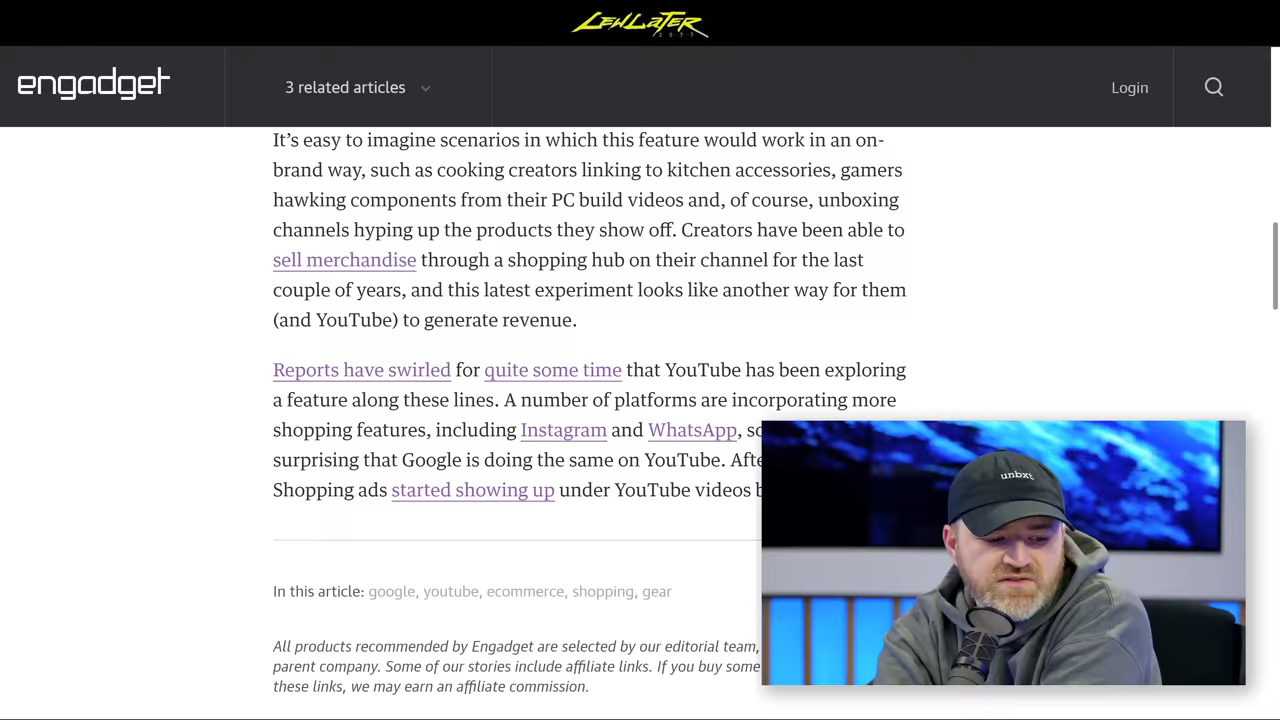 LEWLATER
2077
engadget
3 related articles
Login
It's easy to imagine scenarios in which this feature would work in an on-
brand way, such as cooking creators linking to kitchen accessories, gamers
hawking components from their PC build videos and, of course, unboxing
channels hyping up the products they show off. Creators have been able to
sell merchandise through a shopping hub on their channel for the last
couple of years, and this latest experiment looks like another way for them
(and YouTube) to generate revenue.
Reports have swirled for quite some time that YouTube has been exploring
a feature along these lines. A number of platforms are incorporating more
shopping features, including Instagram and WhatsApp,
surprising that Google is doing the same on YouTube.
Shopping ads started showing up under YouTube videos
In this article: google, youtube, ecommerce, shopping, gear
All products recommended by Engadget are selected by our editorial team,
parent company. Some of our stories include affiliate links. If you buy some
these links, we may earn an affiliate commission.
unbxt